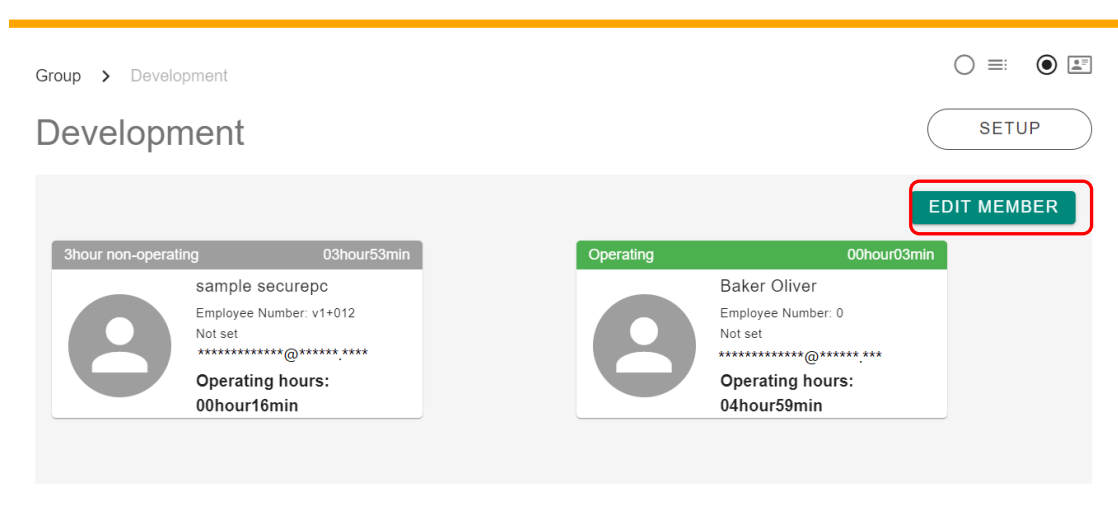 Group > Development
Development
SETUP
EDIT MEMBER
3hour non-operating 03hour53min
sample securepc
Employee Number: v1+012
Not set
*************@******.****
Operating hours:
00hour16min
Operating 00hour03min
Baker Oliver
Employee Number: 0
Not set
*************@******.***
Operating hours:
04hour59min